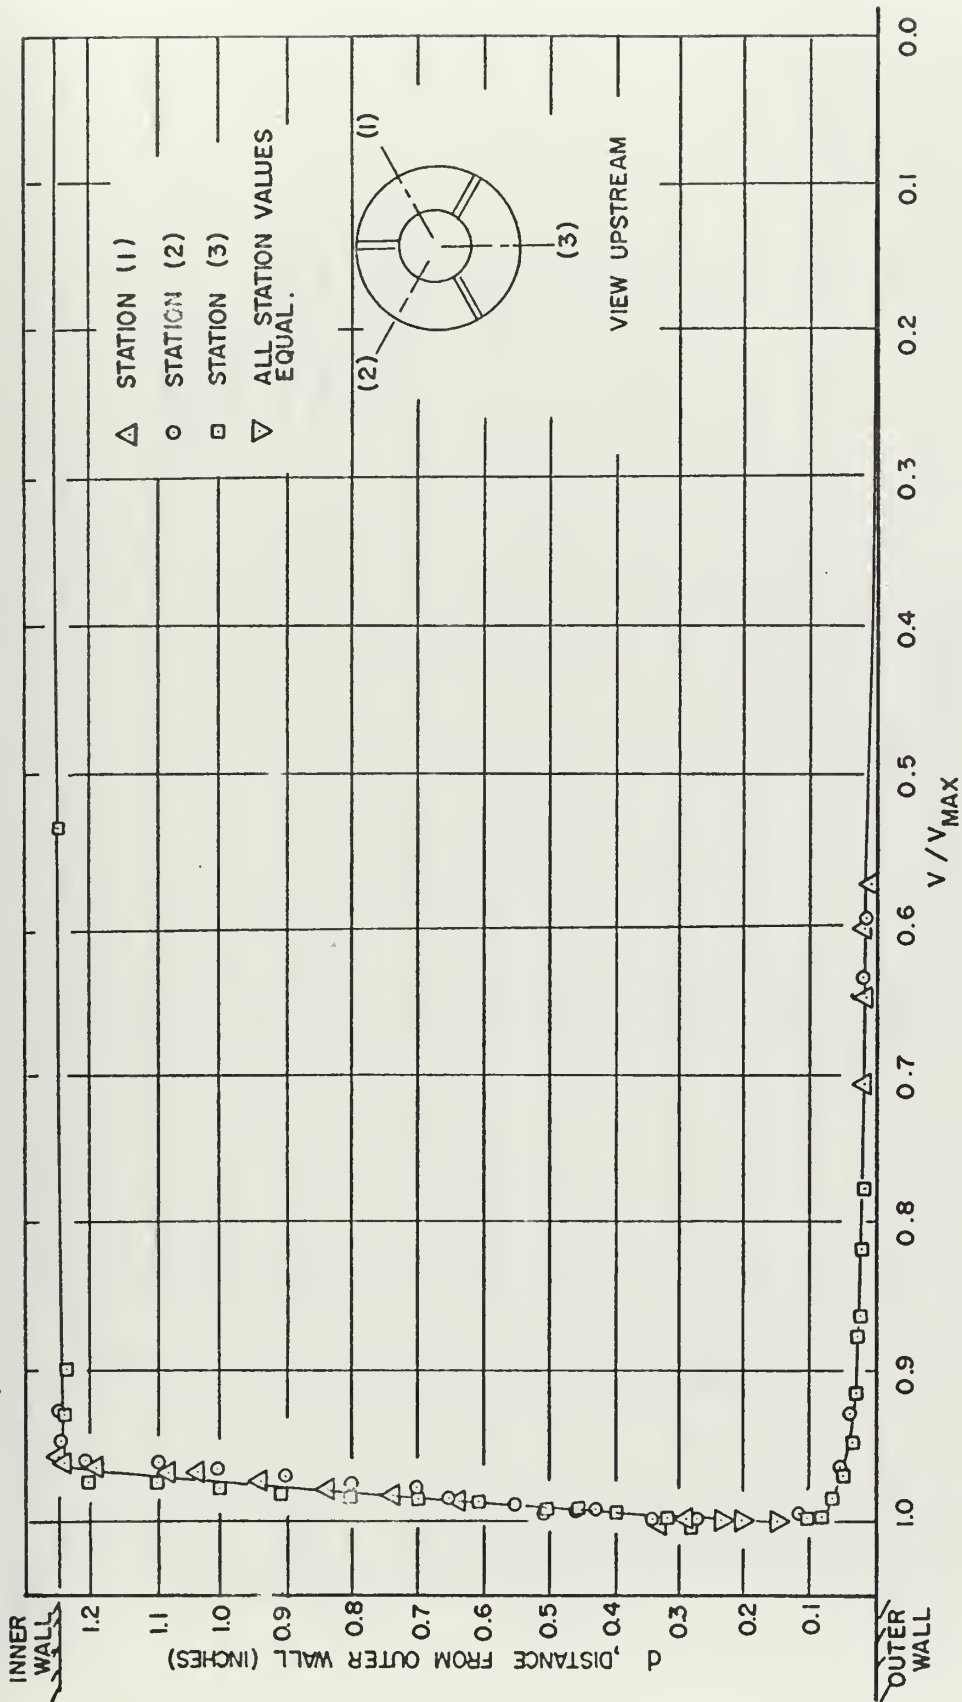 INNER
WALL
1.2
1.1
1.0
0.9
0.8
0.7
0.6
0.5
0.4
0.3
0.2
0.1
OUTER
WALL
d, DISTANCE FROM OUTER WALL (INCHES)
STATION (1)
STATION (2)
STATION (3)
ALL STATION VALUES
EQUAL.
(1)
(2)
(3)
VIEW UPSTREAM
1.0
0.9
0.8
0.7
0.6
0.5
0.4
0.3
0.2
0.1
0.0
V / VMAX